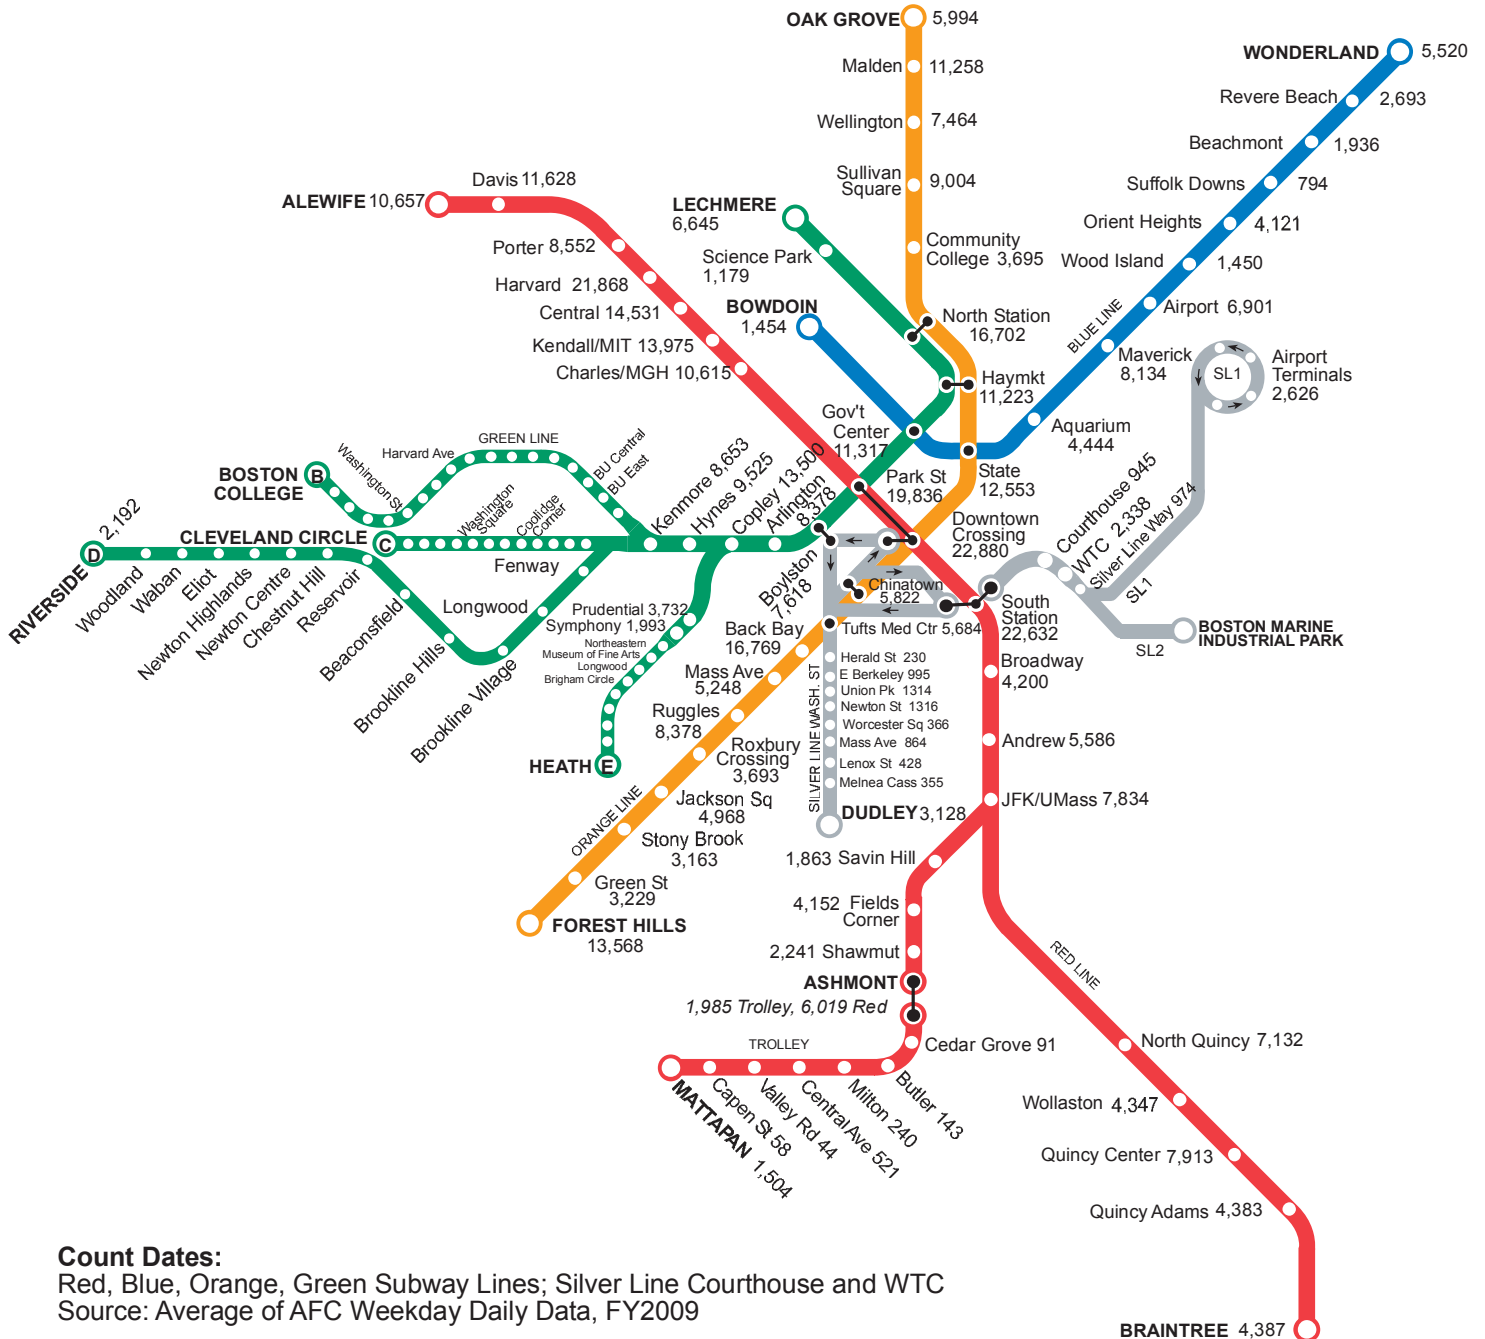 OAK GROVE 5,994
Malden 11,258
Wellington 7,464
Sullivan
Square 9,004
Community
College 3,695
North Station
16,702
Haymkt
11,223
WONDERLAND 5,520
Revere Beach 2,693
Beachmont 1,936
Suffolk Downs 794
Orient Heights 4,121
Wood Island 1,450
Airport 6,901
BLUE LINE
Maverick
8,134
Aquarium
4,444
State
12,553
BOWDOIN
1,454
Gov't
Center
11,317
LECHMERE
6,645
Science Park
1,179
ALEWIFE 10,657
Davis 11,628
Porter 8,552
Harvard 21,868
Central 14,531
Kendall/MIT 13,975
Charles/MGH 10,615
Park St
19,836
Downtown
Crossing
22,880
SL1
Airport
Terminals
2,626
Courthouse 945
WTC 2,338
Silver Line Way 974
SL1
SL2
BOSTON MARINE
INDUSTRIAL PARK
GREEN LINE
BOSTON
COLLEGE
B
Washington St
Harvard Ave
BU Central
BU East
CLEVELAND CIRCLE
C
Washington
Square
Coolidge
Corner
Kenmore 8,653
Hynes 9,525
Copley 13,500
Arlington
8,378
Boylston
7,618
D
2,192
RIVERSIDE
Woodland
Waban
Eliot
Newton Highlands
Newton Centre
Chestnut Hill
Reservoir
Beaconsfield
Brookline Hills
Brookline Village
Longwood
Fenway
Prudential 3,732
Symphony 1,993
Northeastern
Museum of Fine Arts
Longwood
Brigham Circle
HEATH E
Chinatown
5,822
Tufts Med Ctr 5,684
Back Bay
16,769
Mass Ave
5,248
Ruggles
8,378
Roxbury
Crossing
3,693
Jackson Sq
4,968
Stony Brook
3,163
ORANGE LINE
Green St
3,229
FOREST HILLS
13,568
SILVER LINE WASH. ST
Herald St 230
E Berkeley 995
Union Pk 1314
Newton St 1316
Worcester Sq 366
Mass Ave 864
Lenox St 428
Melnea Cass 355
DUDLEY 3,128
South
Station
22,632
Broadway
4,200
Andrew 5,586
JFK/UMass 7,834
1,863 Savin Hill
4,152 Fields
Corner
2,241 Shawmut
ASHMONT
1,985 Trolley, 6,019 Red
Cedar Grove 91
TROLLEY
Butler 143
Milton 240
Central Ave 521
Valley Rd 44
Capen St 58
MATTAPAN 1,504
RED LINE
North Quincy 7,132
Wollaston 4,347
Quincy Center 7,913
Quincy Adams 4,383
BRAINTREE 4,387
Count Dates:
Red, Blue, Orange, Green Subway Lines; Silver Line Courthouse and WTC
Source: Average of AFC Weekday Daily Data, FY2009